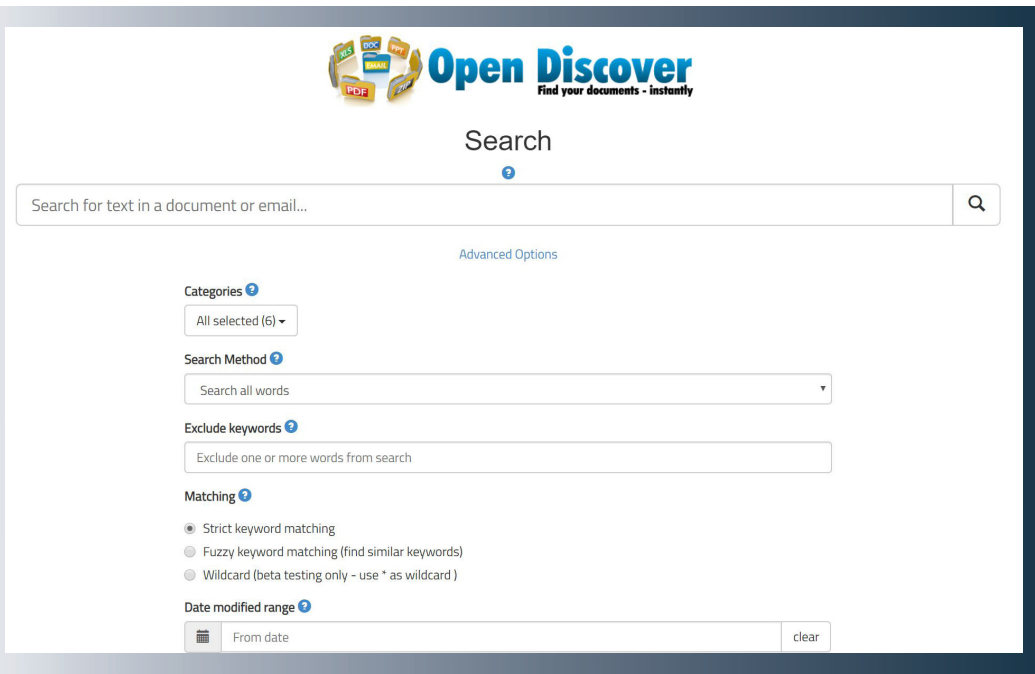 XLS DOC PPT
EMAIL
PDF ZIP
Open Discover
Find your documents - instantly
Search
?
Search for text in a document or email...
Advanced Options
Categories ?
All selected (6)
Search Method ?
Search all words
Exclude keywords ?
Exclude one or more words from search
Matching ?
Strict keyword matching
Fuzzy keyword matching (find similar keywords)
Wildcard (beta testing only - use * as wildcard )
Date modified range ?
From date clear